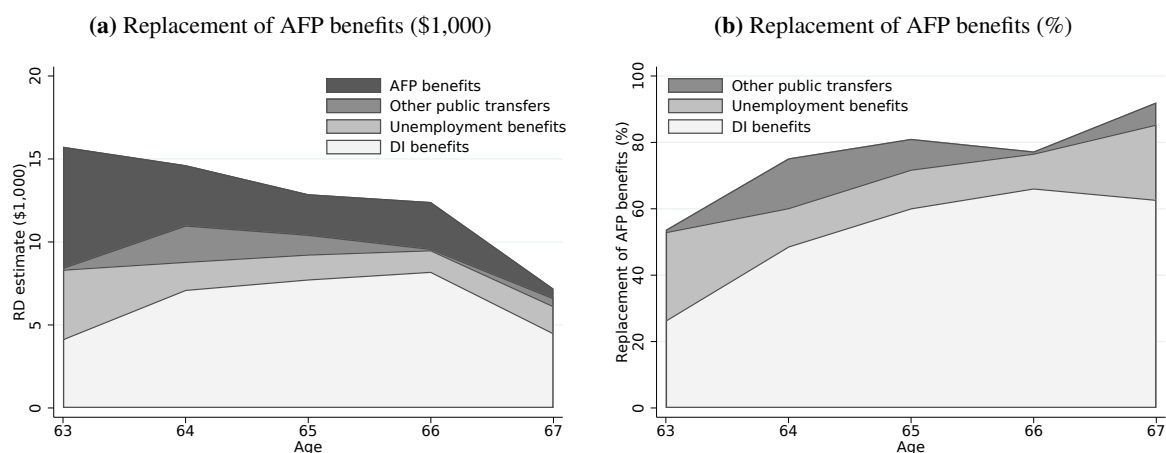 (a) Replacement of AFP benefits ($1,000)
20
15
10
5
0
RD estimate ($1,000)
AFP benefits
Other public transfers
Unemployment benefits
DI benefits
63 64 65 66 67
Age
(b) Replacement of AFP benefits (%)
100
80
60
40
20
0
Replacement of AFP benefits (%)
Other public transfers
Unemployment benefits
DI benefits
63 64 65 66 67
Age